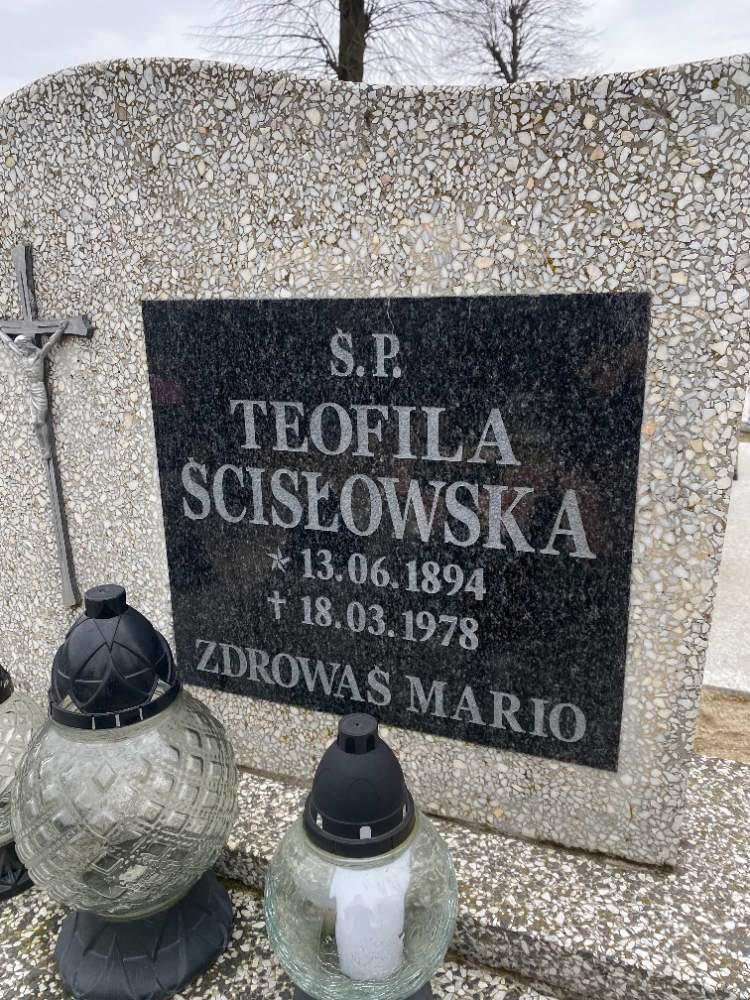 Ś.P.
TEOFILA
ŚCISŁOWSKA
* 13.06.1894
✝ 18.03.1978
ZDROWAŚ MARIO